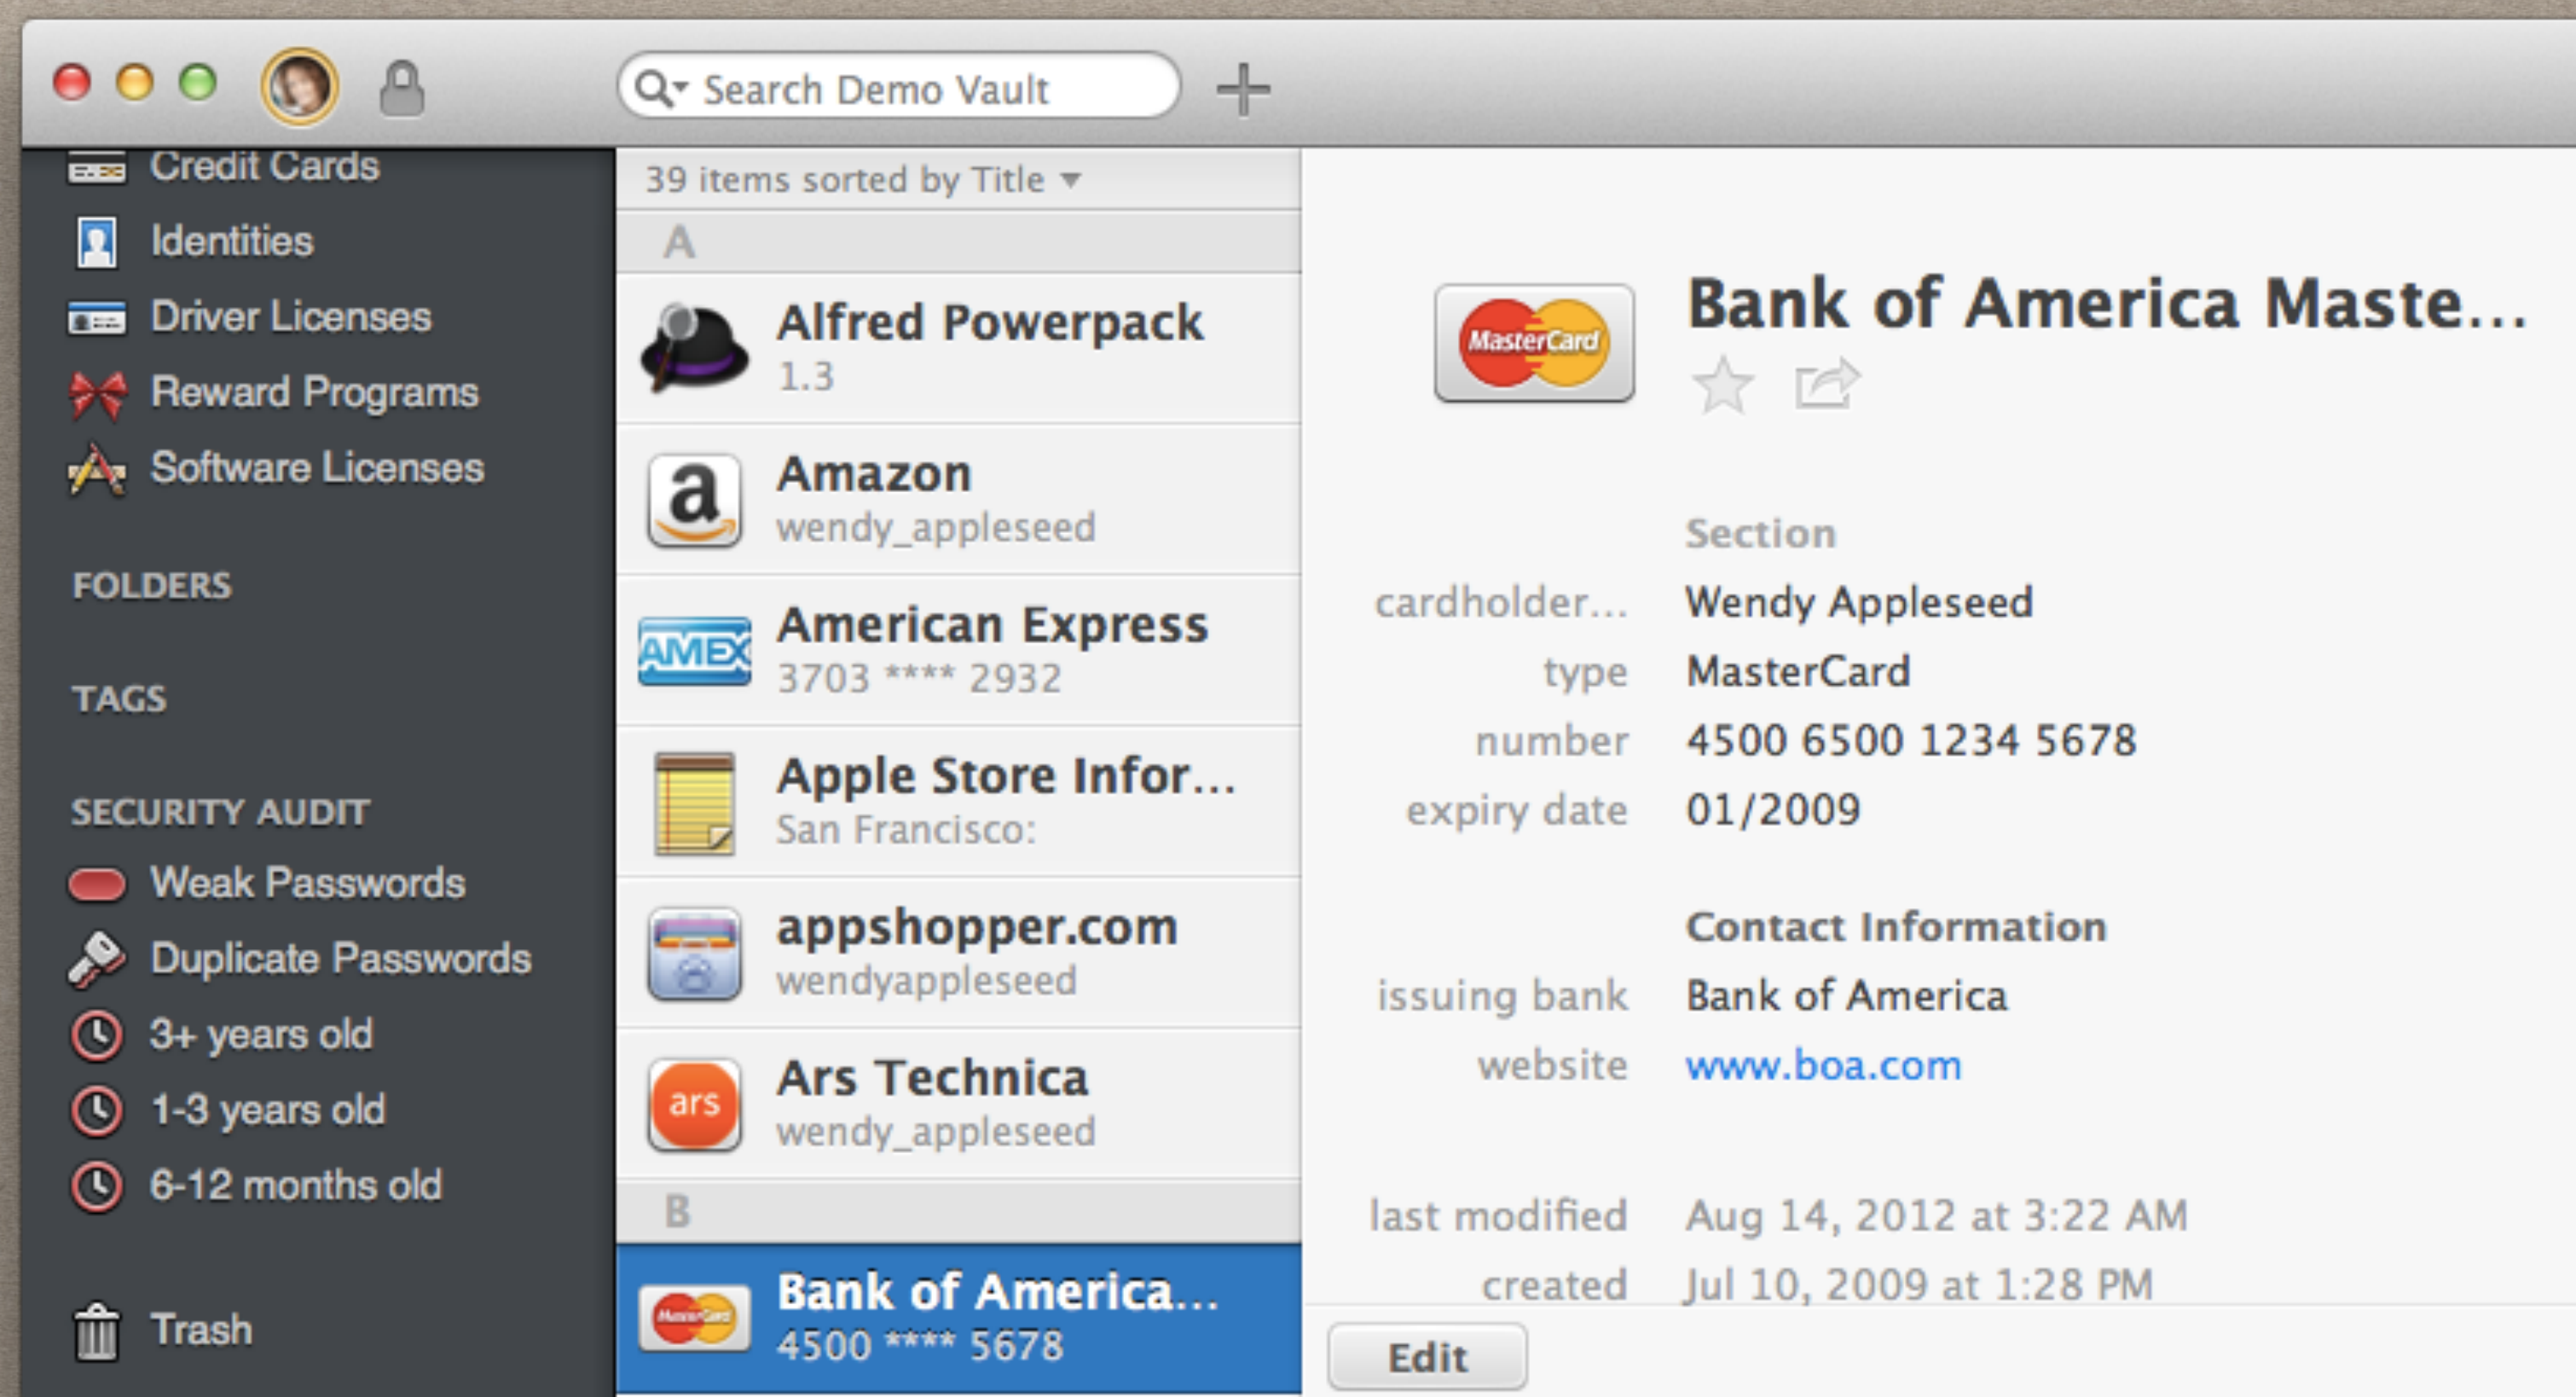 Search Demo Vault
Credit Cards
Identities
Driver Licenses
Reward Programs
Software Licenses
FOLDERS
TAGS
SECURITY AUDIT
Weak Passwords
Duplicate Passwords
3+ years old
1-3 years old
6-12 months old
Trash
39 items sorted by Title
A
Alfred Powerpack
1.3
a
Amazon
wendy_appleseed
AMEX
American Express
3703 **** 2932
Apple Store Infor...
San Francisco:
appshopper.com
wendyappleseed
ars
Ars Technica
wendy_appleseed
B
MasterCard
Bank of America...
4500 **** 5678
MasterCard
Bank of America Maste...
Section
cardholder... Wendy Appleseed
type MasterCard
number 4500 6500 1234 5678
expiry date 01/2009
Contact Information
issuing bank Bank of America
website www.boa.com
last modified Aug 14, 2012 at 3:22 AM
created Jul 10, 2009 at 1:28 PM
Edit